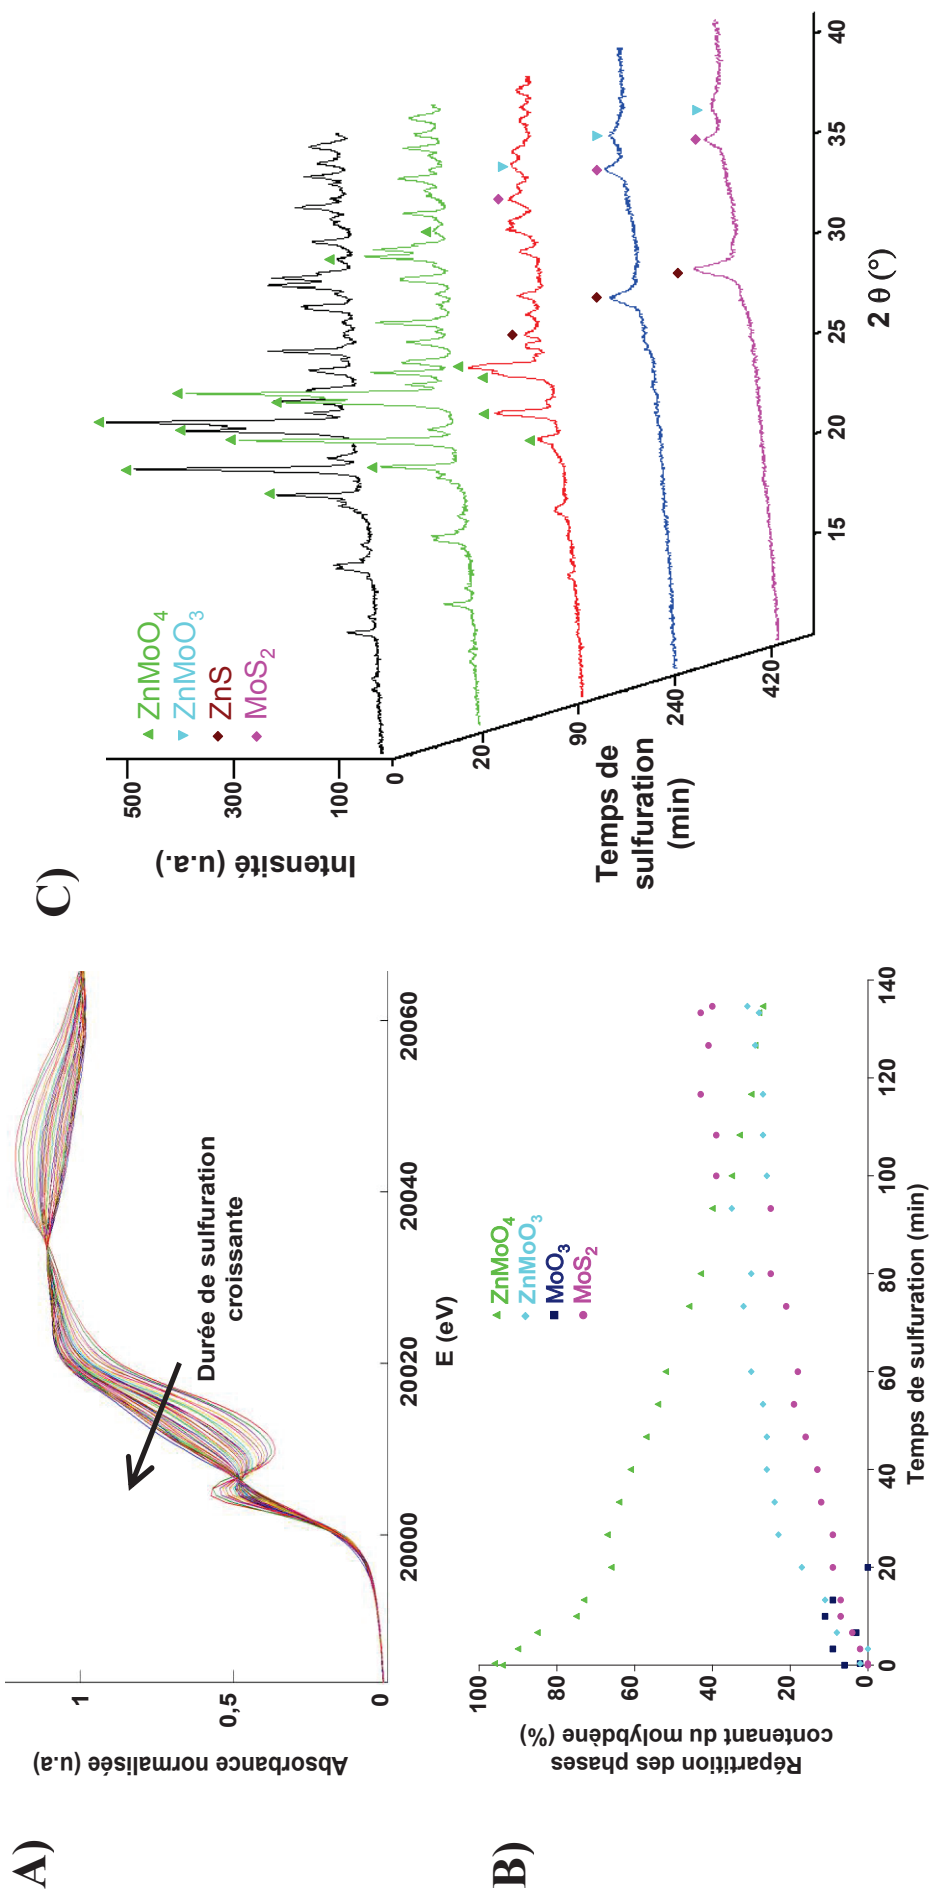 A)
Absorbance normalisée (u.a)
1
0,5
0
Durée de sulfuration
croissante
20000
20020
20040
20060
E (eV)
B)
Répartition des phases
contenant du molybdène (%)
100
80
60
40
20
0
ZnMoO4
ZnMoO3
MoO3
MoS2
0
20
40
60
80
100
120
140
Temps de sulfuration (min)
C)
Intensité (u.a.)
500
300
100
ZnMoO4
ZnMoO3
ZnS
MoS2
0
20
90
240
420
Temps de
sulfuration
(min)
15
20
25
30
35
40
2 θ (°)